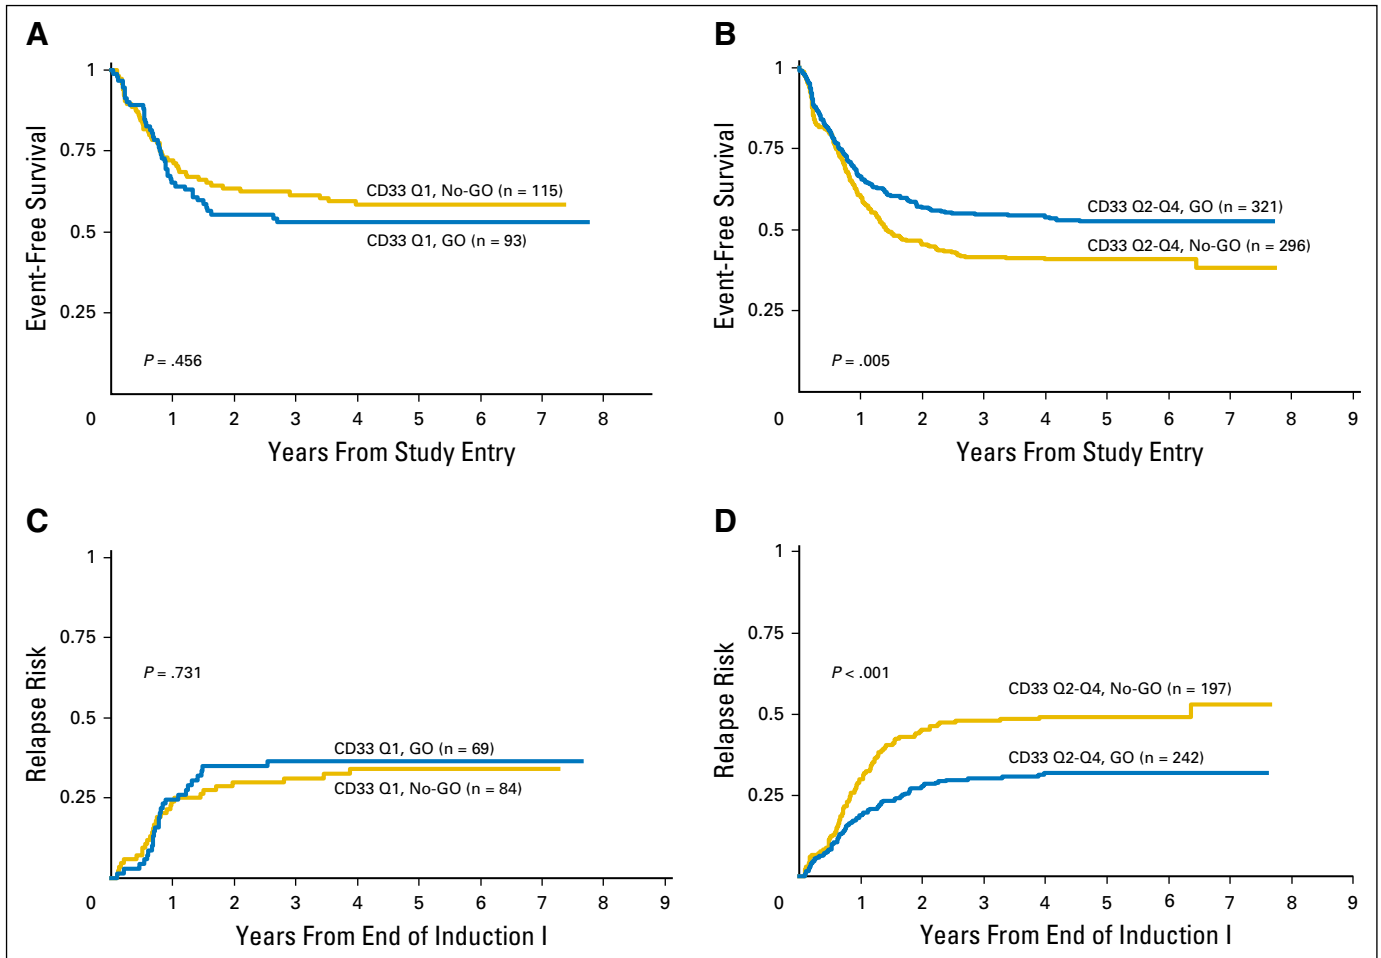 A
Event-Free Survival
1
0.75
0.5
0.25
CD33 Q1, No-GO (n = 115)
CD33 Q1, GO (n = 93)
P = .456
0 1 2 3 4 5 6 7 8
Years From Study Entry
B
Event-Free Survival
1
0.75
0.5
0.25
CD33 Q2-Q4, GO (n = 321)
CD33 Q2-Q4, No-GO (n = 296)
P = .005
0 1 2 3 4 5 6 7 8 9
Years From Study Entry
C
Relapse Risk
1
0.75
0.5
0.25
P = .731
CD33 Q1, GO (n = 69)
CD33 Q1, No-GO (n = 84)
0 1 2 3 4 5 6 7 8 9
Years From End of Induction I
D
Relapse Risk
1
0.75
0.5
0.25
P < .001
CD33 Q2-Q4, No-GO (n = 197)
CD33 Q2-Q4, GO (n = 242)
0 1 2 3 4 5 6 7 8 9
Years From End of Induction I